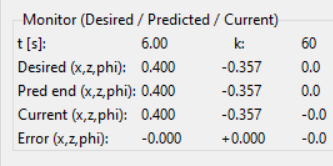 Monitor (Desired / Predicted / Current)
t [s]: 6.00 k: 60
Desired (x,z,phi): 0.400 -0.357 0.0
Pred end (x,z,phi): 0.400 -0.357 0.0
Current (x,z,phi): 0.400 -0.357 -0.0
Error (x,z,phi): -0.000 +0.000 -0.0